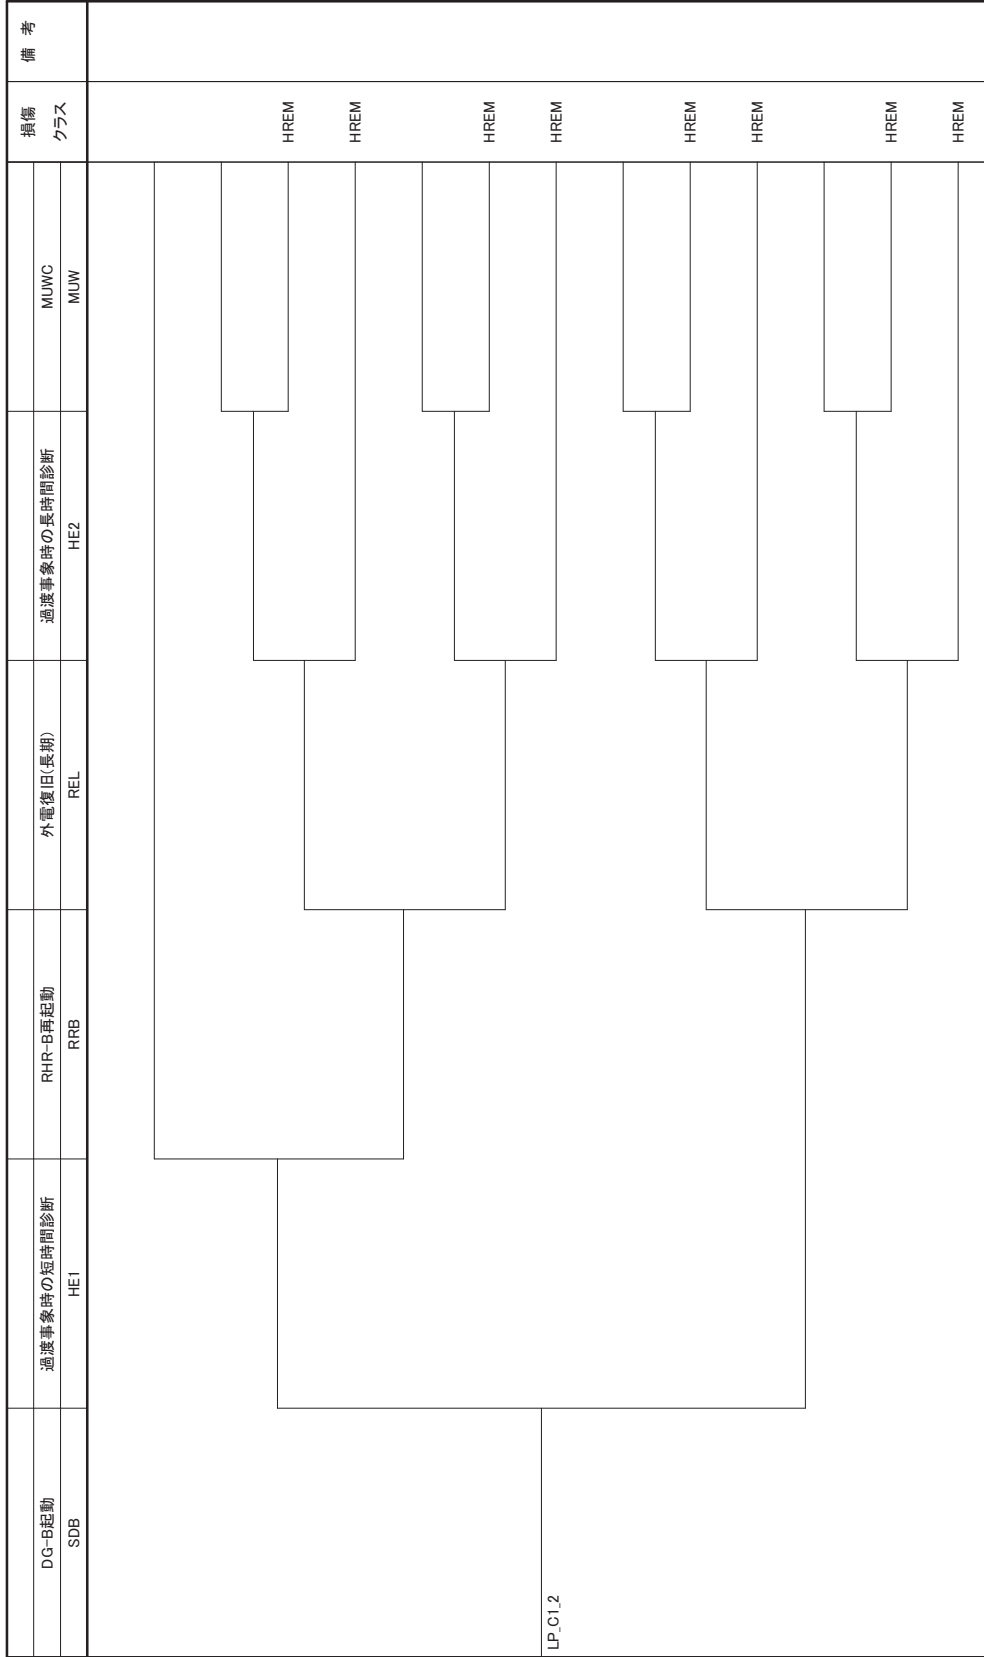 DG-B起動
過渡事象時の短時間診断
RHR-B再起動
外電復旧(長期)
過渡事象時の長時間診断
MUWC
損傷
クラス
備 考
SDB
HE1
RRB
REL
HE2
MUW
HREM
HREM
HREM
HREM
HREM
HREM
HREM
HREM
LP_C1_2